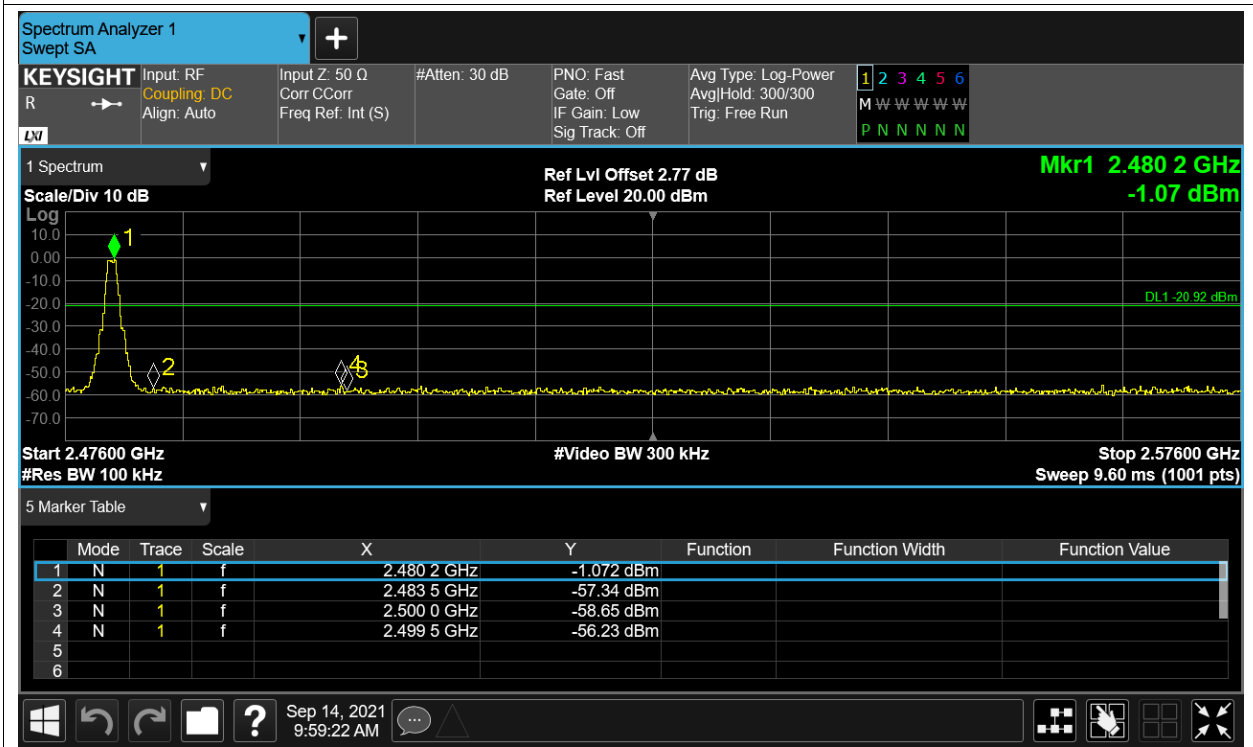 Spectrum Analyzer 1
Swept SA
KEYSIGHT Input: RF Input Z: 50 Ω #Atten: 30 dB PNO: Fast Avg Type: Log-Power 1 2 3 4 5 6
R Coupling: DC Corr CCorr Gate: Off Avg|Hold: 300/300 M W W W W W
Align: Auto Freq Ref: Int (S) IF Gain: Low Trig: Free Run
LXI Sig Track: Off P N N N N N
1 Spectrum Ref Lvl Offset 2.77 dB Mkr1 2.480 2 GHz
Scale/Div 10 dB Ref Level 20.00 dBm -1.07 dBm
Log
10.0 1
0.00
-10.0
-20.0 DL1 -20.92 dBm
-30.0
-40.0
-50.0 2 4 3
-60.0
-70.0
Start 2.47600 GHz #Video BW 300 kHz Stop 2.57600 GHz
#Res BW 100 kHz Sweep 9.60 ms (1001 pts)
5 Marker Table
Mode Trace Scale X Y Function Function Width Function Value
1 N 1 f 2.480 2 GHz -1.072 dBm
2 N 1 f 2.483 5 GHz -57.34 dBm
3 N 1 f 2.500 0 GHz -58.65 dBm
4 N 1 f 2.499 5 GHz -56.23 dBm
5
6
? Sep 14, 2021
9:59:22 AM